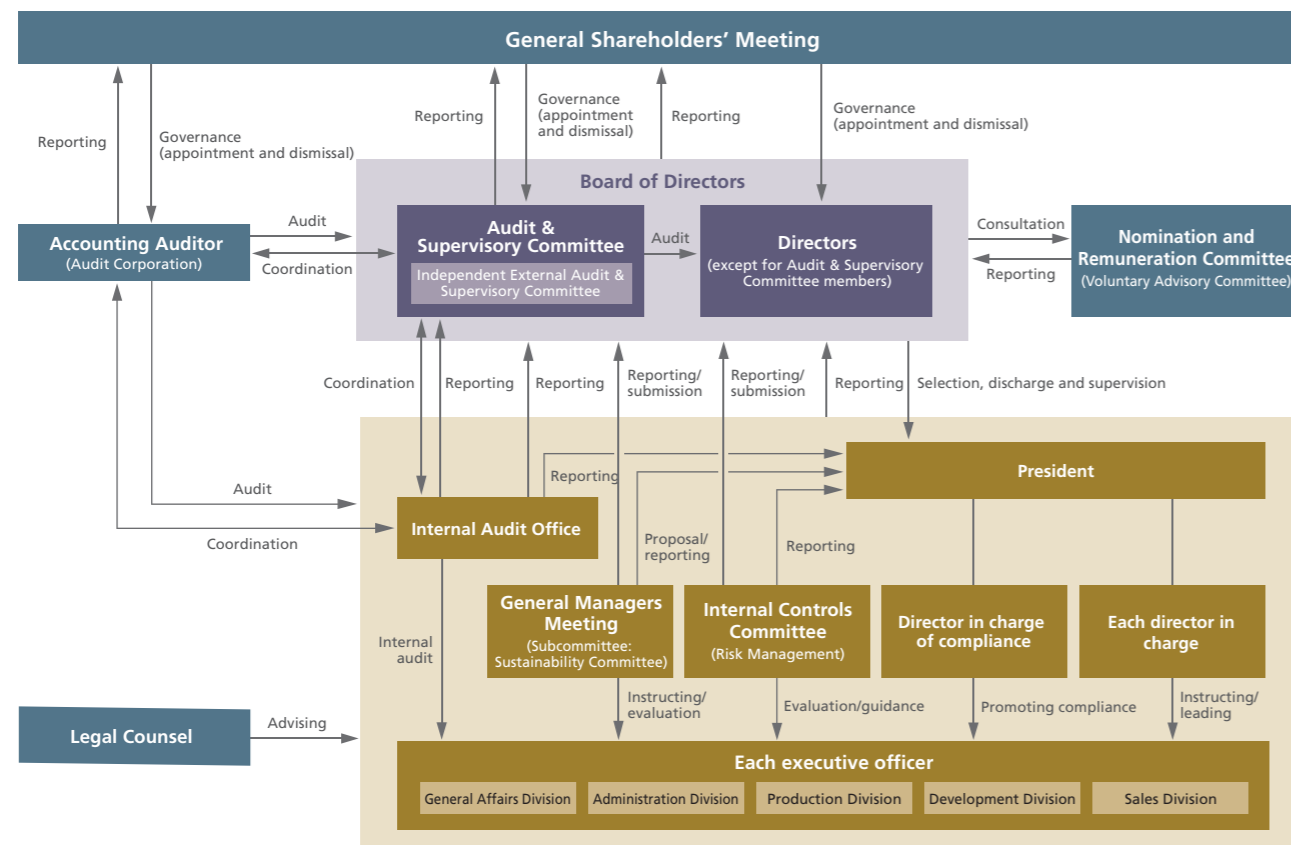 General Shareholders’ Meeting
Reporting
Governance
(appointment and dismissal)
Reporting
Governance
(appointment
and dismissal)
Reporting
Governance
(appointment and dismissal)
Board of Directors
Accounting Auditor
(Audit Corporation)
Audit
Coordination
Audit &
Supervisory Committee
Independent External Audit &
Supervisory Committee
Audit
Directors
(except for Audit & Supervisory
Committee members)
Consultation
Reporting
Nomination and
Remuneration Committee
(Voluntary Advisory Committee)
Coordination
Reporting
Reporting
Reporting/
submission
Reporting/
submission
Reporting
Selection, discharge and supervision
President
Reporting
Audit
Coordination
Internal Audit Office
Proposal/
reporting
Reporting
General Managers
Meeting
(Subcommittee:
Sustainability Committee)
Internal Controls
Committee
(Risk Management)
Director in charge
of compliance
Each director in
charge
Internal
audit
Instructing/
evaluation
Evaluation/guidance
Promoting compliance
Instructing/
leading
Legal Counsel
Advising
Each executive officer
General Affairs Division
Administration Division
Production Division
Development Division
Sales Division